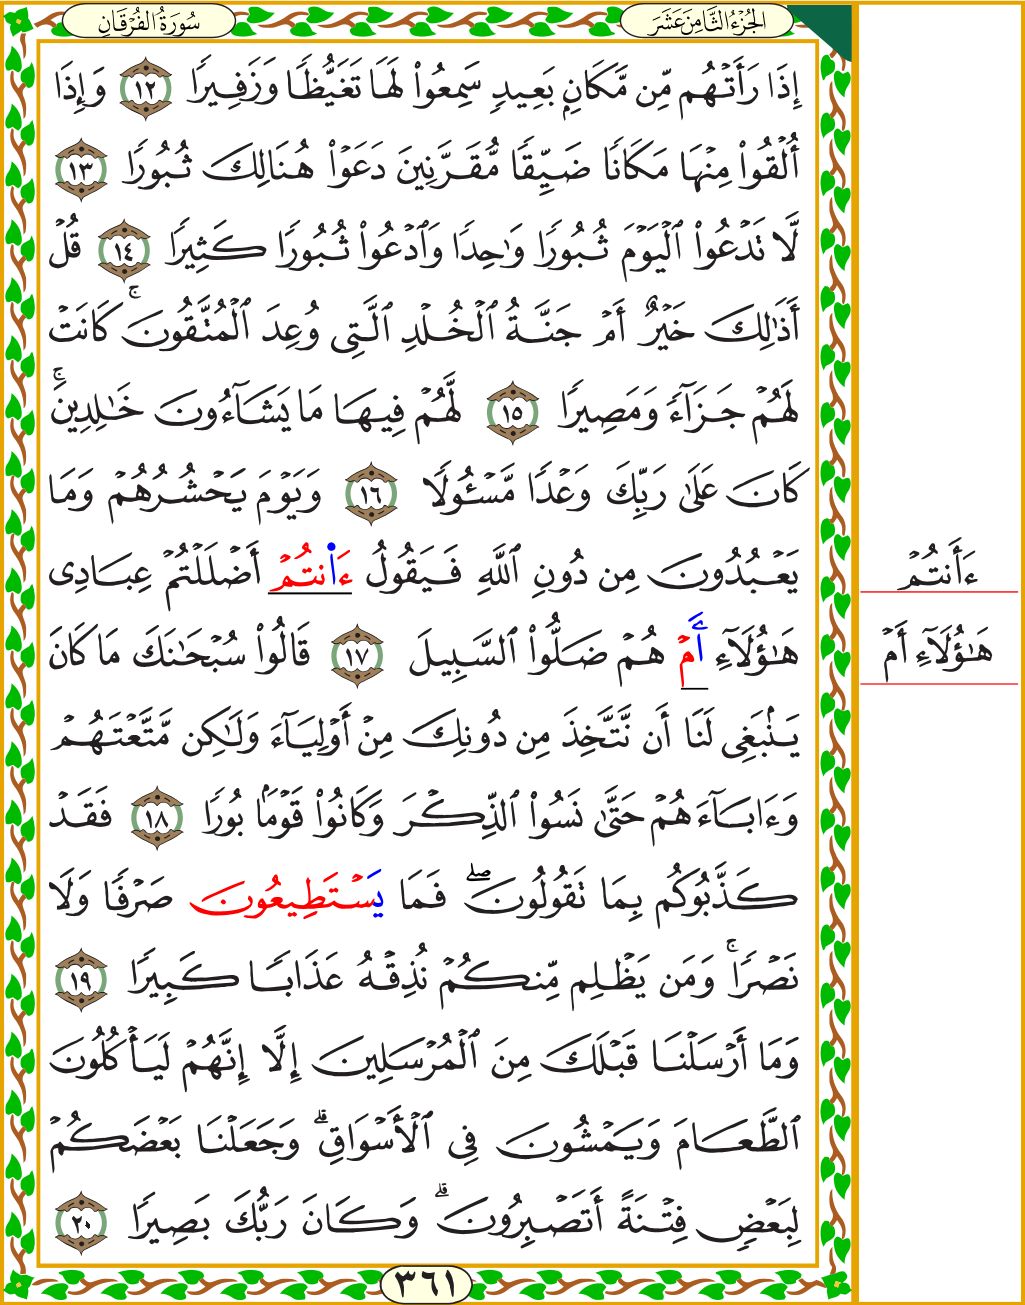 سُورَةُ الفُرْقَانِ
الجُزْءُ الثَّامِنَ عَشَرَ
إِذَا رَأَتْهُم مِّن مَّكَانِۭ بَعِيدٍ سَمِعُوا۟ لَهَا تَغَيُّظًا وَزَفِيرًا ١٢ وَإِذَا
أُلْقُوا۟ مِنْهَا مَكَانًا ضَيِّقًا مُّقَرَّنِينَ دَعَوْا۟ هُنَالِكَ ثُبُورًا ١٣
لَّا تَدْعُوا۟ ٱلْيَوْمَ ثُبُورًا وَٰحِدًا وَٱدْعُوا۟ ثُبُورًا كَثِيرًا ١٤ قُلْ
أَذَٰلِكَ خَيْرٌ أَمْ جَنَّةُ ٱلْخُلْدِ ٱلَّتِى وُعِدَ ٱلْمُتَّقُونَ ۚ كَانَتْ
لَهُمْ جَزَآءً وَمَصِيرًا ١٥ لَّهُمْ فِيهَا مَا يَشَآءُونَ خَٰلِدِينَ ۚ
كَانَ عَلَىٰ رَبِّكَ وَعْدًا مَّسْـُٔولًا ١٦ وَيَوْمَ يَحْشُرُهُمْ وَمَا
يَعْبُدُونَ مِن دُونِ ٱللَّهِ فَيَقُولُ ءَا۬نتُمْ أَضْلَلْتُمْ عِبَادِى
ءَأَنتُمْ
هَٰٓؤُلَآءِ أَمْ هُمْ ضَلُّوا۟ ٱلسَّبِيلَ ١٧ قَالُوا۟ سُبْحَٰنَكَ مَا كَانَ
هَٰٓؤُلَآءِ أَمْ
يَنۢبَغِى لَنَا أَن نَّتَّخِذَ مِن دُونِكَ مِنْ أَوْلِيَآءَ وَلَٰكِن مَّتَّعْتَهُمْ
وَءَابَآءَهُمْ حَتَّىٰ نَسُوا۟ ٱلذِّكْرَ وَكَانُوا۟ قَوْمًۢا بُورًا ١٨ فَقَدْ
كَذَّبُوكُم بِمَا تَقُولُونَ ۖ فَمَا يَسْتَطِيعُونَ صَرْفًا وَلَا
نَصْرًا ۚ وَمَن يَظْلِم مِّنكُمْ نُذِقْهُ عَذَابًا كَبِيرًا ١٩
وَمَا أَرْسَلْنَا قَبْلَكَ مِنَ ٱلْمُرْسَلِينَ إِلَّا إِنَّهُمْ لَيَأْكُلُونَ
ٱلطَّعَامَ وَيَمْشُونَ فِى ٱلْأَسْوَاقِ ۗ وَجَعَلْنَا بَعْضَكُمْ
لِبَعْضٍ فِتْنَةً أَتَصْبِرُونَ ۗ وَكَانَ رَبُّكَ بَصِيرًا ٢٠
٣٦١